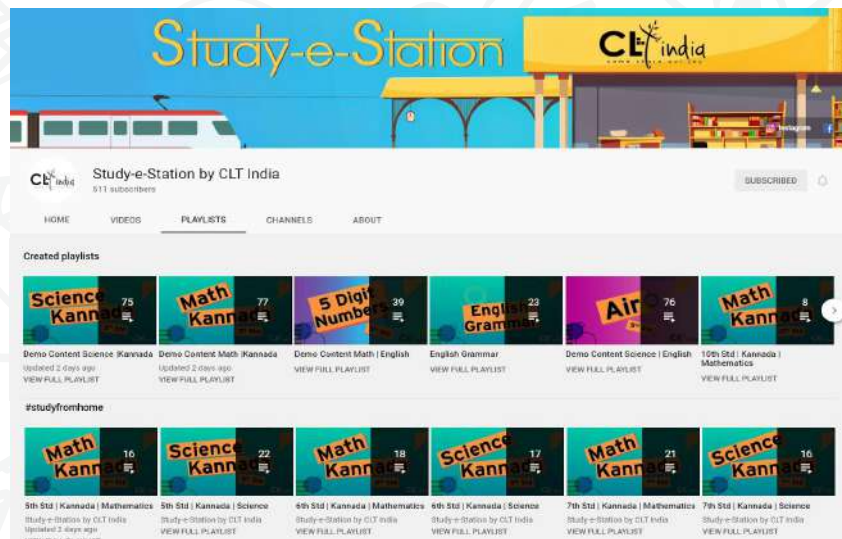 Study-e-Station
CLT india
Instagram
CLT india
Study-e-Station by CLT India
511 subscribers
SUBSCRIBED
HOME VIDEOS PLAYLISTS CHANNELS ABOUT
Created playlists
Science Kannada 75
Math Kannada 77
5 Digit Numbers 39
English Grammar 23
Air 76
Math Kannada 8
Demo Content Science |Kannada
Updated 2 days ago
VIEW FULL PLAYLIST
Demo Content Math |Kannada
Updated 2 days ago
VIEW FULL PLAYLIST
Demo Content Math | English
VIEW FULL PLAYLIST
English Grammar
VIEW FULL PLAYLIST
Demo Content Science | English
VIEW FULL PLAYLIST
10th Std | Kannada |
Mathematics
VIEW FULL PLAYLIST
#studyfromhome
Math Kannada 16
Science Kannada 22
Math Kannada 18
Science Kannada 17
Math Kannada 21
Science Kannada 16
5th Std | Kannada | Mathematics
Study-e-Station by CLT India
Updated 2 days ago
5th Std | Kannada | Science
Study-e-Station by CLT India
VIEW FULL PLAYLIST
6th Std | Kannada | Mathematics
Study-e-Station by CLT India
VIEW FULL PLAYLIST
6th Std | Kannada | Science
Study-e-Station by CLT India
VIEW FULL PLAYLIST
7th Std | Kannada | Mathematics
Study-e-Station by CLT India
VIEW FULL PLAYLIST
7th Std | Kannada | Science
Study-e-Station by CLT India
VIEW FULL PLAYLIST